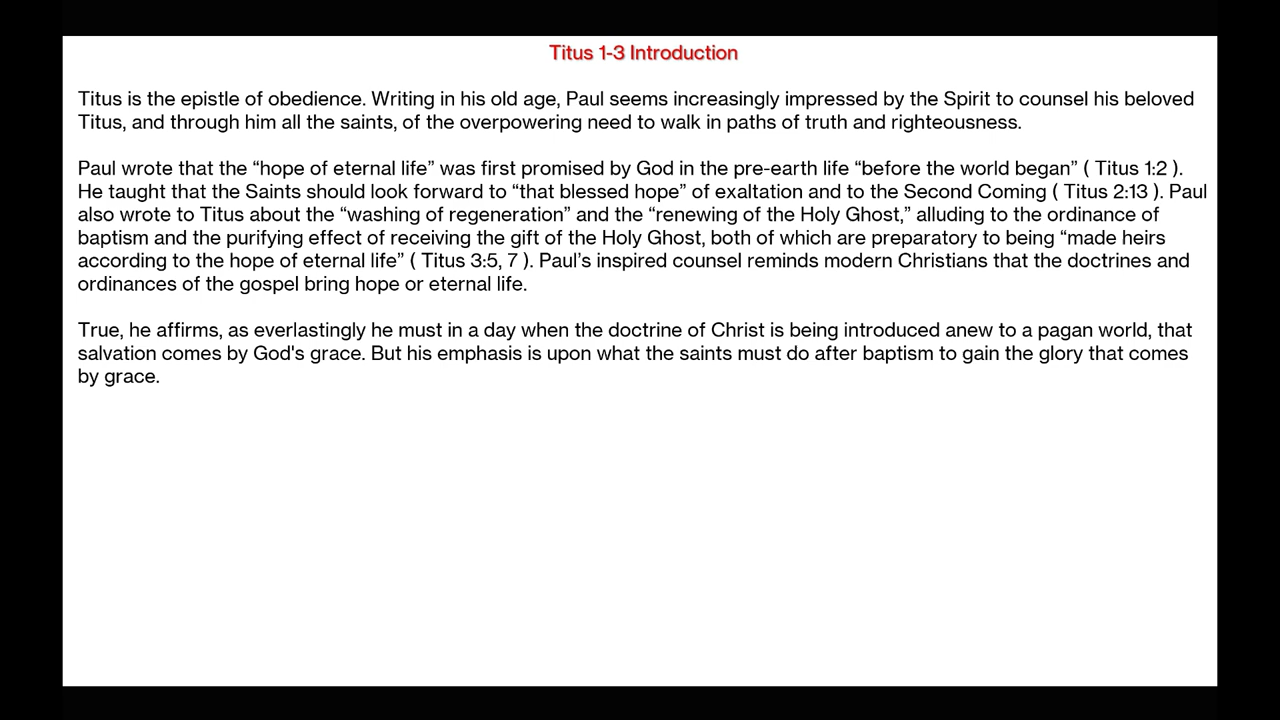 Titus 1-3 Introduction
Titus is the epistle of obedience. Writing in his old age, Paul seems increasingly impressed by the Spirit to counsel his beloved
Titus, and through him all the saints, of the overpowering need to walk in paths of truth and righteousness.
Paul wrote that the “hope of eternal life” was first promised by God in the pre-earth life “before the world began” ( Titus 1:2 ).
He taught that the Saints should look forward to “that blessed hope” of exaltation and to the Second Coming ( Titus 2:13 ). Paul
also wrote to Titus about the “washing of regeneration” and the “renewing of the Holy Ghost,” alluding to the ordinance of
baptism and the purifying effect of receiving the gift of the Holy Ghost, both of which are preparatory to being “made heirs
according to the hope of eternal life” ( Titus 3:5, 7 ). Paul’s inspired counsel reminds modern Christians that the doctrines and
ordinances of the gospel bring hope or eternal life.
True, he affirms, as everlastingly he must in a day when the doctrine of Christ is being introduced anew to a pagan world, that
salvation comes by God's grace. But his emphasis is upon what the saints must do after baptism to gain the glory that comes
by grace.